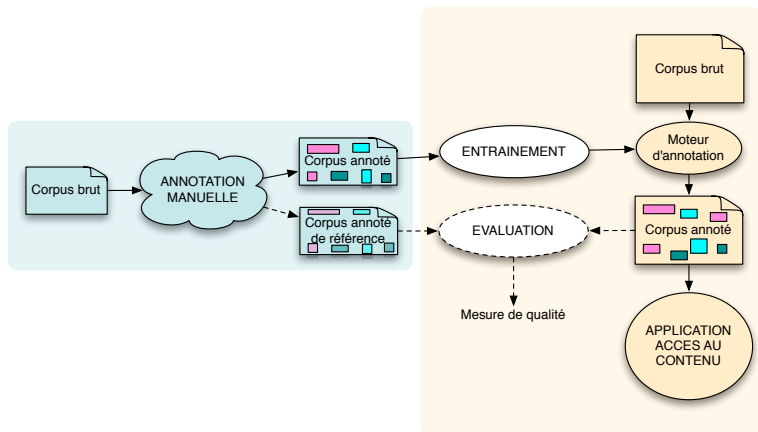 Corpus brut
ANNOTATION
MANUELLE
Corpus annoté
Corpus annoté
de référence
ENTRAINEMENT
EVALUATION
Mesure de qualité
Corpus brut
Moteur
d'annotation
Corpus annoté
APPLICATION
ACCES AU
CONTENU